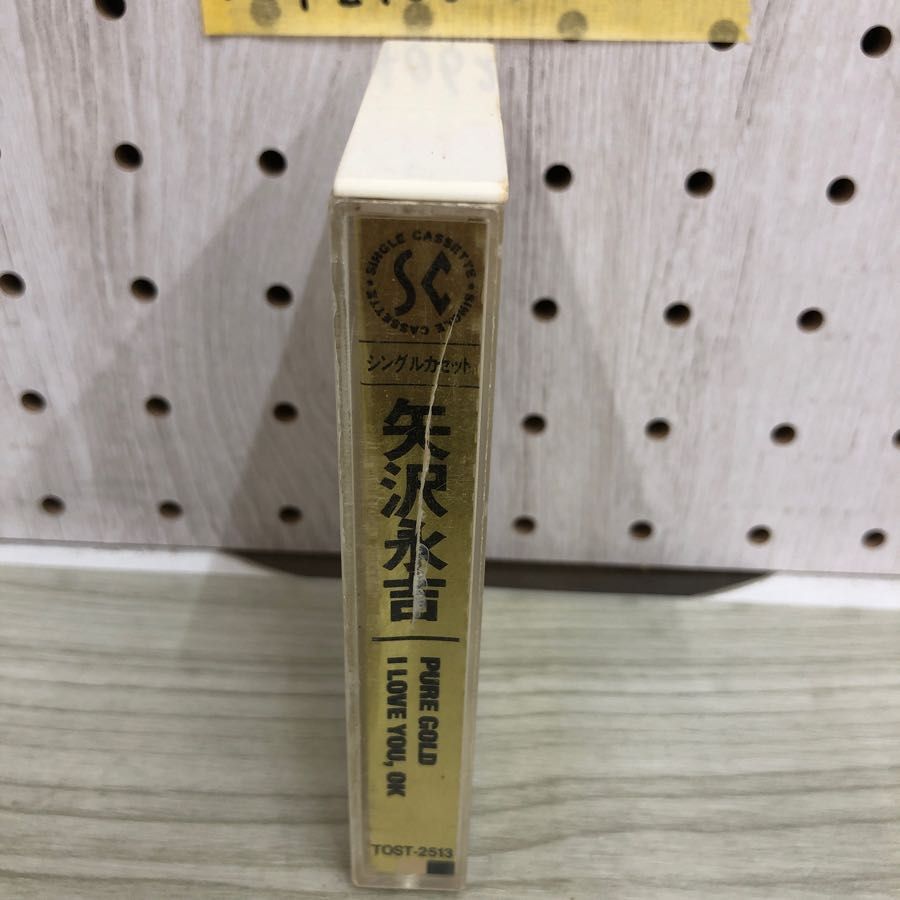 SINGLE CASSETTE • SINGLE CASSETTE •
SC
シングルカセット
矢沢永吉
PURE GOLD
I LOVE YOU, OK
TOST-2513